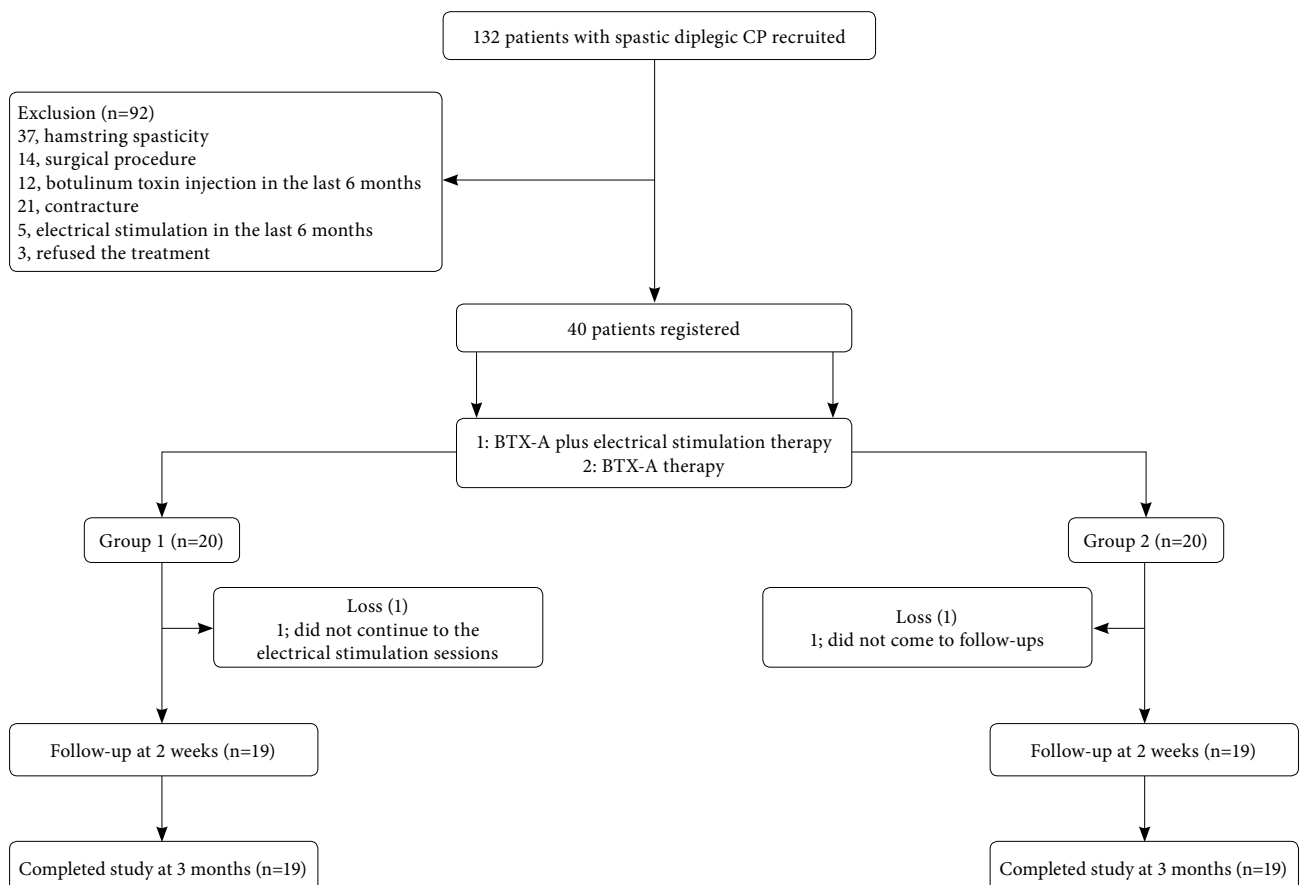 132 patients with spastic diplegic CP recruited
Exclusion (n=92)
37, hamstring spasticity
14, surgical procedure
12, botulinum toxin injection in the last 6 months
21, contracture
5, electrical stimulation in the last 6 months
3, refused the treatment
40 patients registered
1: BTX-A plus electrical stimulation therapy
2: BTX-A therapy
Group 1 (n=20)
Group 2 (n=20)
Loss (1)
1; did not continue to the
electrical stimulation sessions
Loss (1)
1; did not come to follow-ups
Follow-up at 2 weeks (n=19)
Follow-up at 2 weeks (n=19)
Completed study at 3 months (n=19)
Completed study at 3 months (n=19)